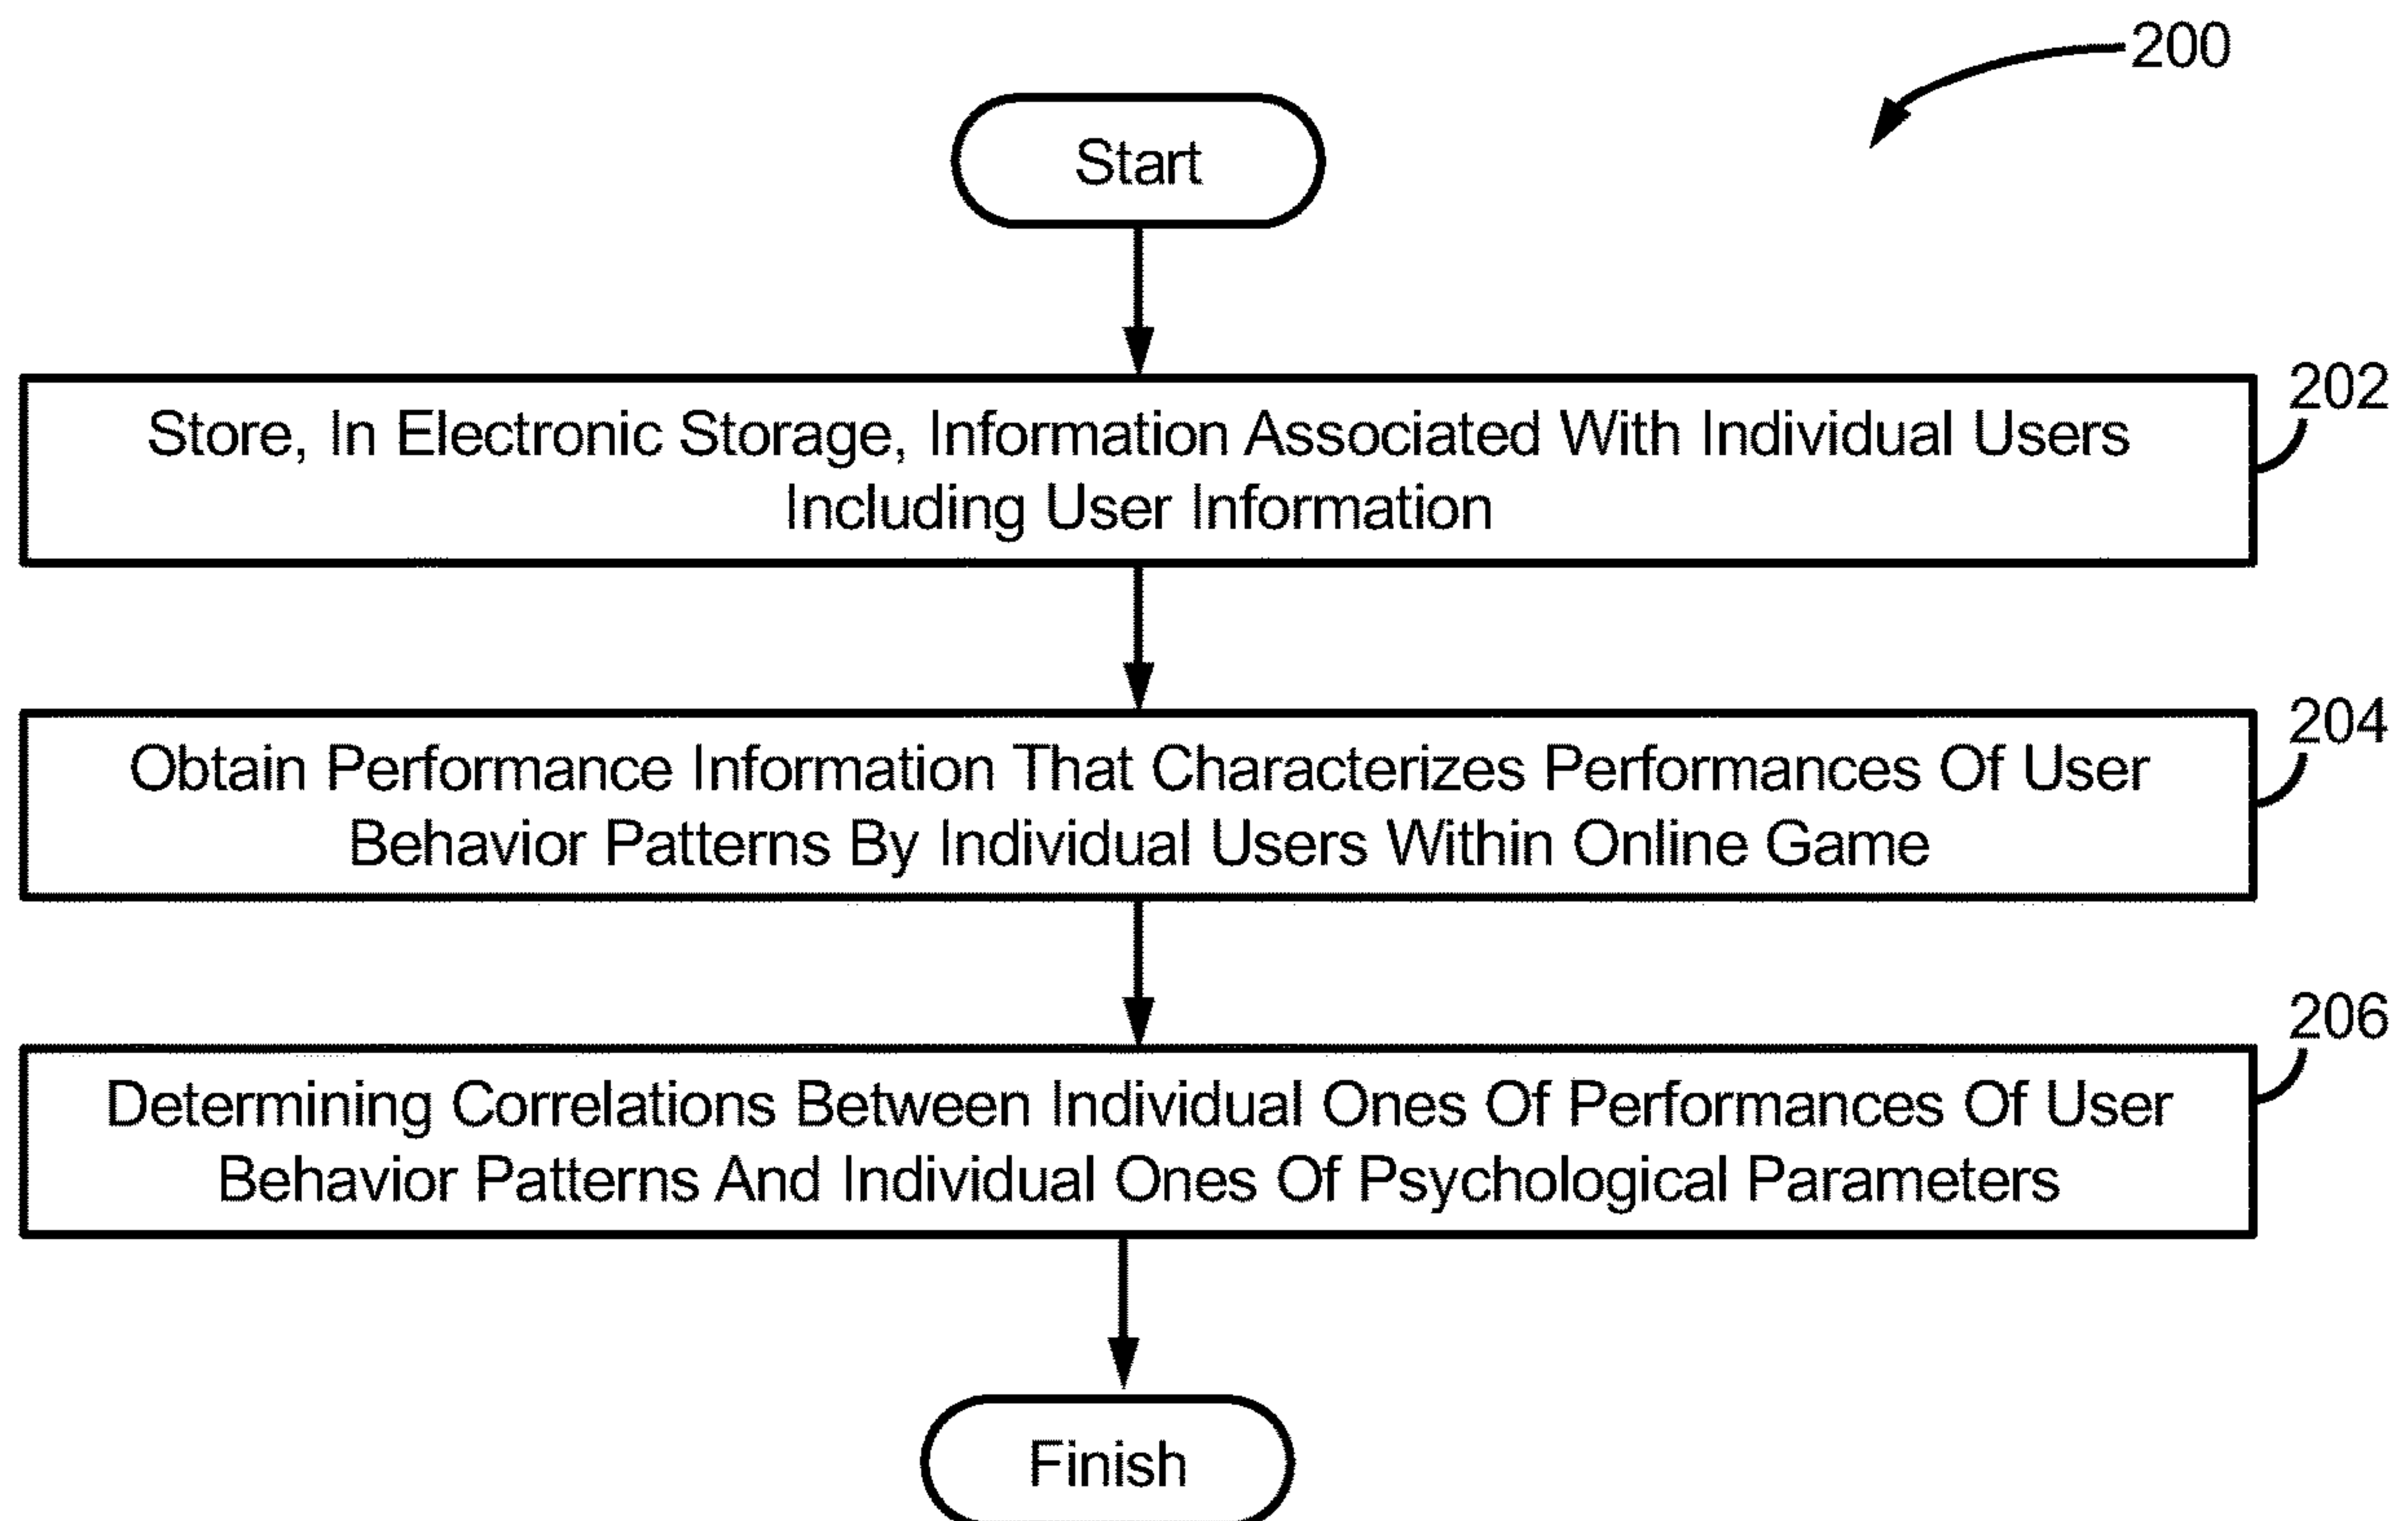 200
Start
202
Store, In Electronic Storage, Information Associated With Individual Users
Including User Information
204
Obtain Performance Information That Characterizes Performances Of User
Behavior Patterns By Individual Users Within Online Game
206
Determining Correlations Between Individual Ones Of Performances Of User
Behavior Patterns And Individual Ones Of Psychological Parameters
Finish